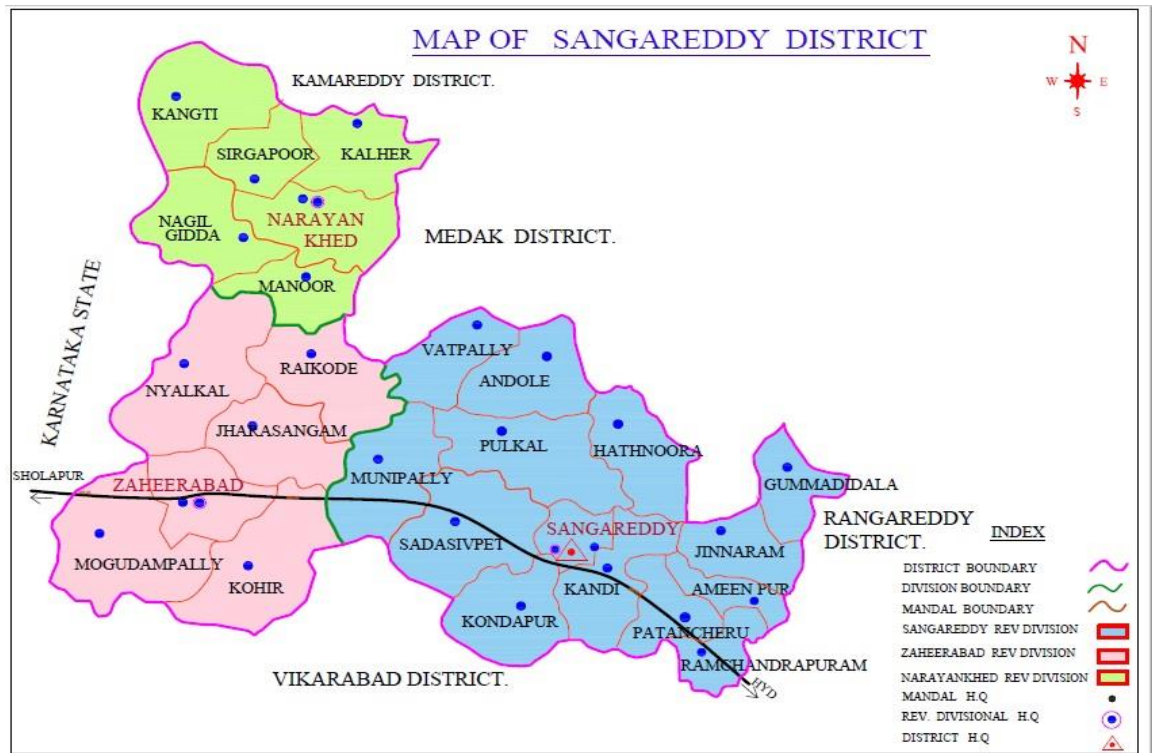 MAP OF SANGAREDDY DISTRICT
N
W E
S
KAMAREDDY DISTRICT.
KANGTI
SIRGAPOOR
KALHER
NAGIL
GIDDA
NARAYAN
KHED
MEDAK DISTRICT.
MANOOR
KARNATAKA STATE
VATPALLY
RAIKODE
ANDOLE
NYALKAL
JHARASANGAM
PULKAL
HATHNOORA
SHOLAPUR
ZAHEERABAD
MUNIPALLY
GUMMADIDALA
SANGAREDDY
RANGAREDDY
DISTRICT.
SADASIVPET
JINNARAM
MOGUDAMPALLY
KOHIR
KANDI
AMEEN PUR
KONDAPUR
PATANCHERU
RAMCHANDRAPURAM
VIKARABAD DISTRICT.
HYD
INDEX
DISTRICT BOUNDARY
DIVISION BOUNDARY
MANDAL BOUNDARY
SANGAREDDY REV DIVISION
ZAHEERABAD REV DIVISION
NARAYANKHED REV DIVISION
MANDAL H.Q
REV. DIVISIONAL H.Q
DISTRICT H.Q